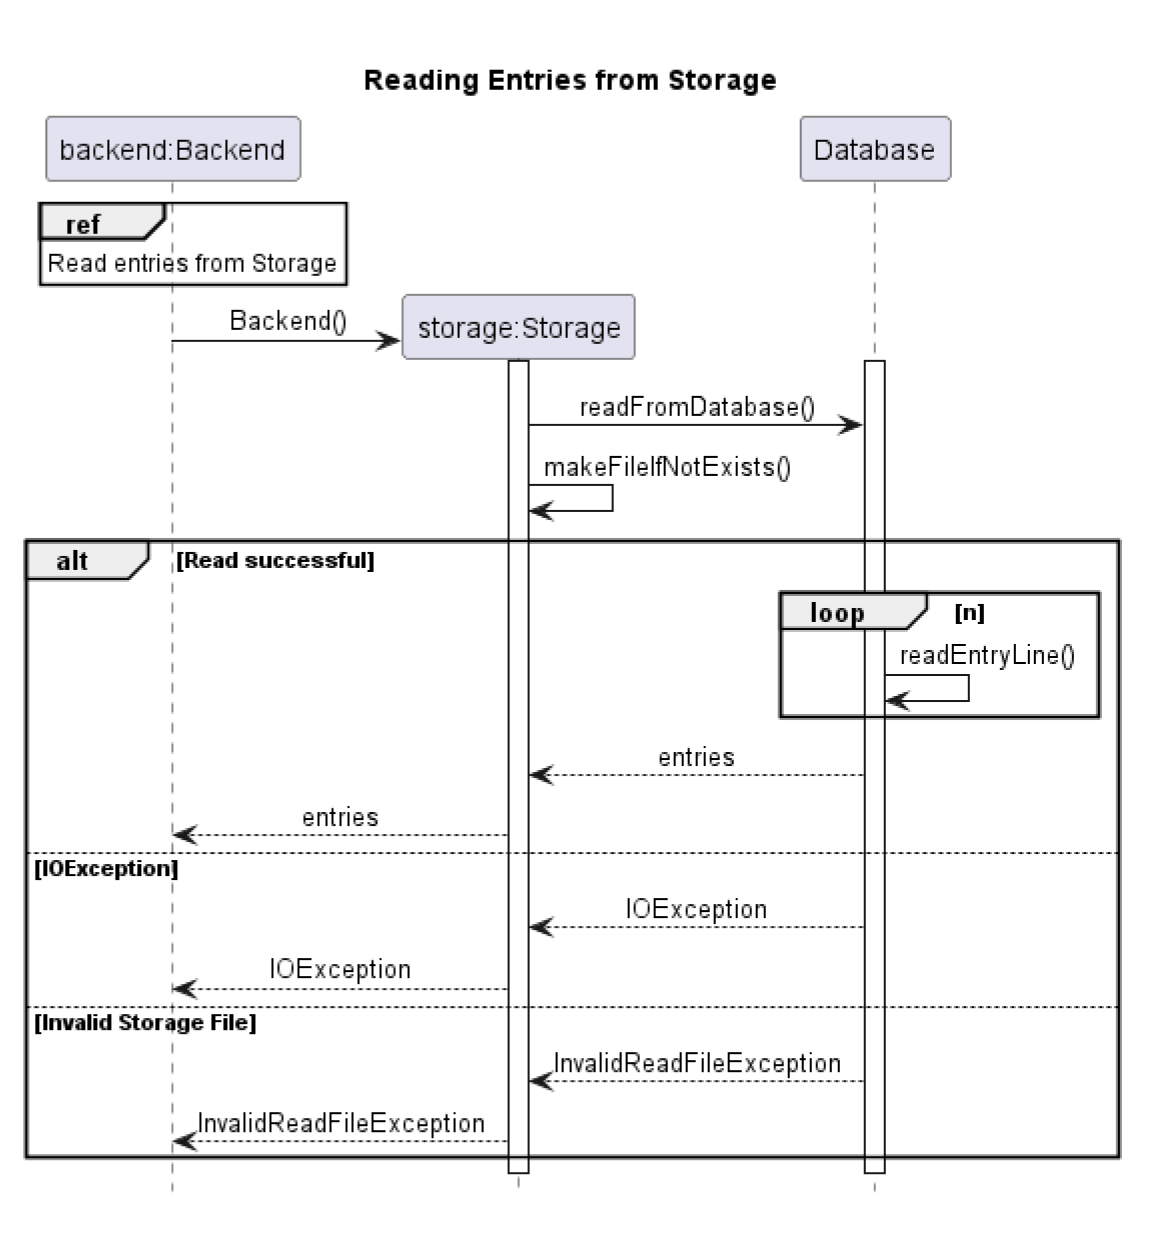 Reading Entries from Storage
backend:Backend
Database
ref
Read entries from Storage
Backend()
storage:Storage
readFromDatabase()
makeFileIfNotExists()
alt
[Read successful]
loop
[n]
readEntryLine()
entries
entries
[IOException]
IOException
IOException
[Invalid Storage File]
InvalidReadFileException
InvalidReadFileException